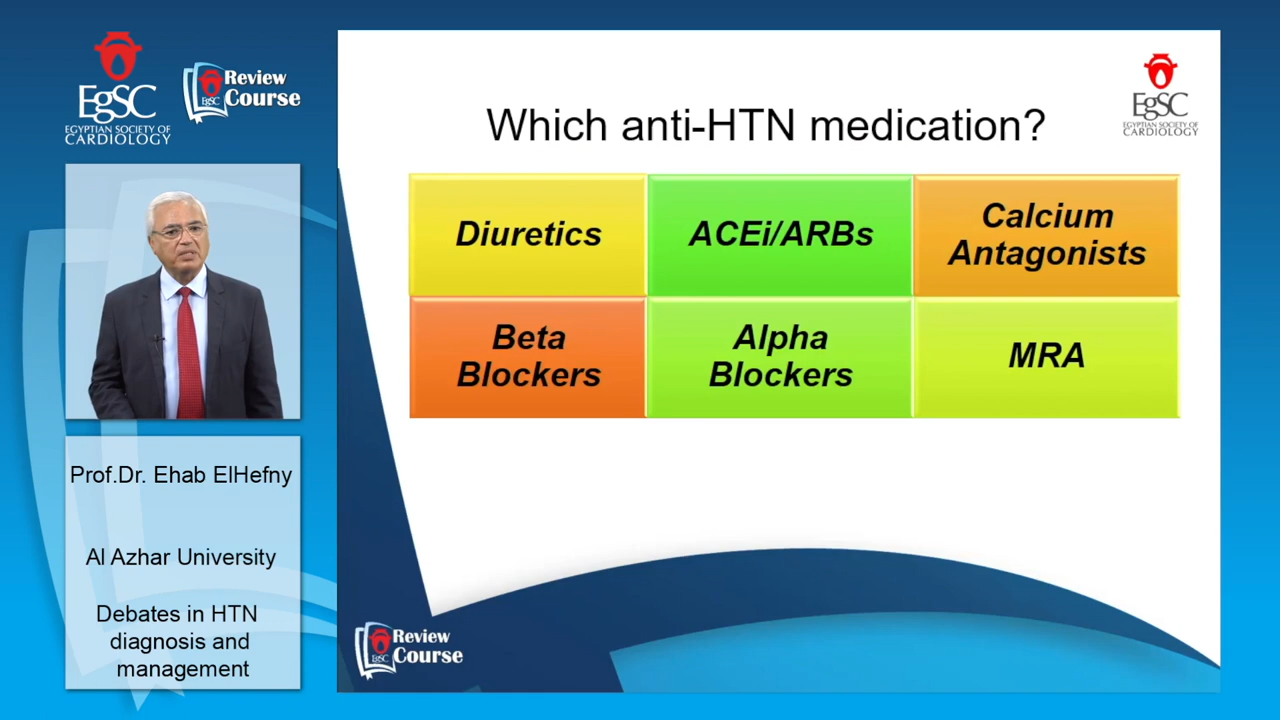 EgSC
EGYPTIAN SOCIETY OF
CARDIOLOGY
EgSC
Review
Course
EgSC
EGYPTIAN SOCIETY OF
CARDIOLOGY
Which anti-HTN medication?
Diuretics
ACEi/ARBs
Calcium
Antagonists
Beta
Blockers
Alpha
Blockers
MRA
Prof.Dr. Ehab ElHefny
Al Azhar University
Debates in HTN
diagnosis and
management
EgSC
Review
Course